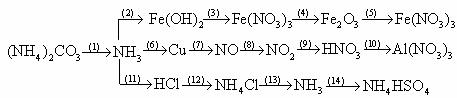 (2) Fe(OH)₂ (3) Fe(NO₃)₃ (4) Fe₂O₃ (5) Fe(NO₃)₃
(NH₄)₂CO₃ (1) NH₃ (6) Cu (7) NO (8) NO₂ (9) HNO₃ (10) Al(NO₃)₃
(11) HCl (12) NH₄Cl (13) NH₃ (14) NH₄HSO₄